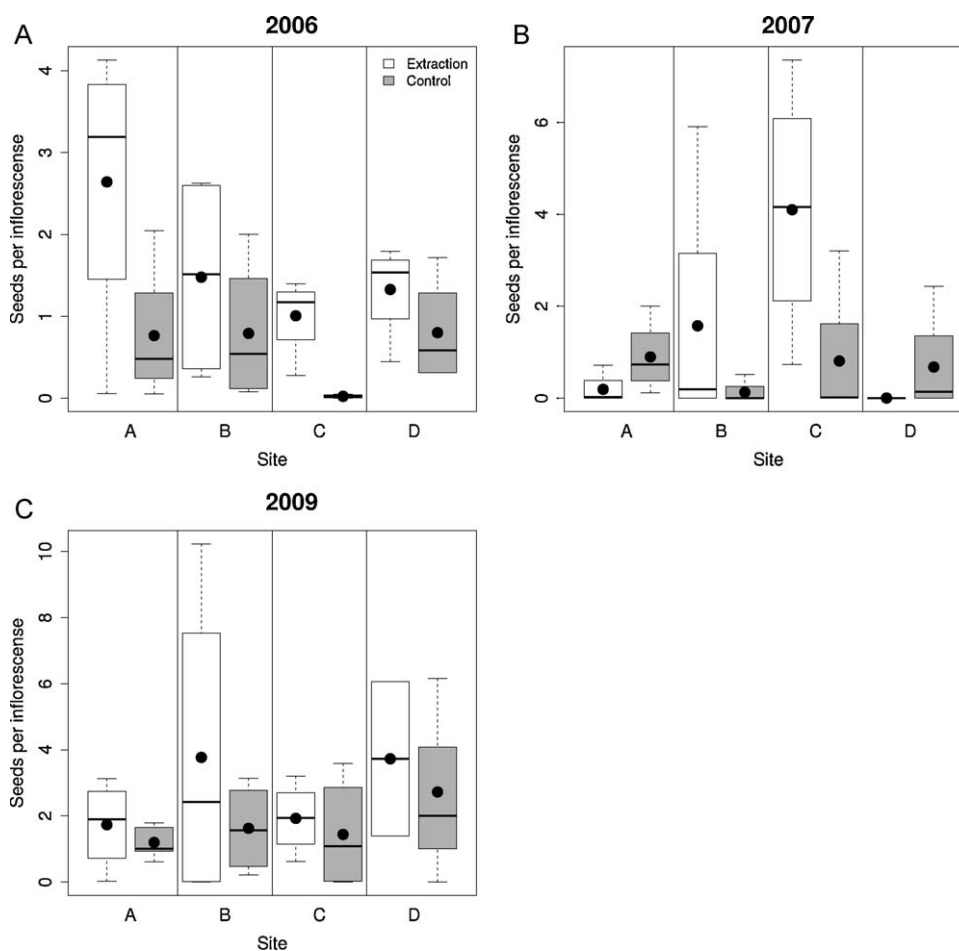 A
2006
Seeds per inflorescense
4
3
2
1
0
Extraction
Control
A B C D
Site
B
2007
Seeds per inflorescense
6
4
2
0
A B C D
Site
C
2009
Seeds per inflorescense
10
8
6
4
2
0
A B C D
Site